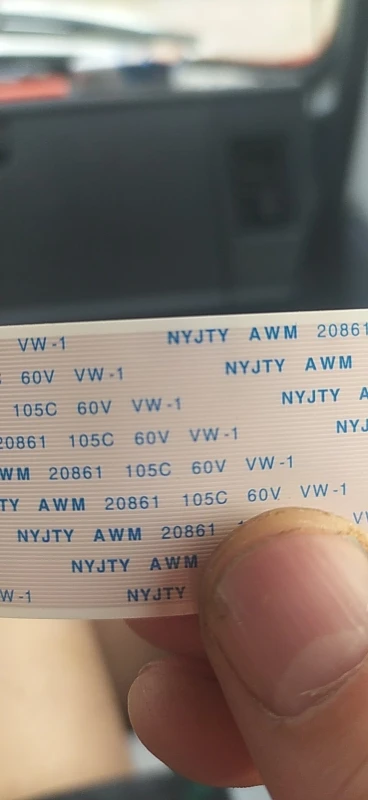 VW-1 NYJTY AWM 20861
60V VW-1 NYJTY AWM
105C 60V VW-1 NYJTY
20861 105C 60V VW-1
20861 105C 60V VW-1
AWM 20861 105C 60V VW-1
NYJTY AWM 20861
NYJTY AWM
VW-1 NYJTY